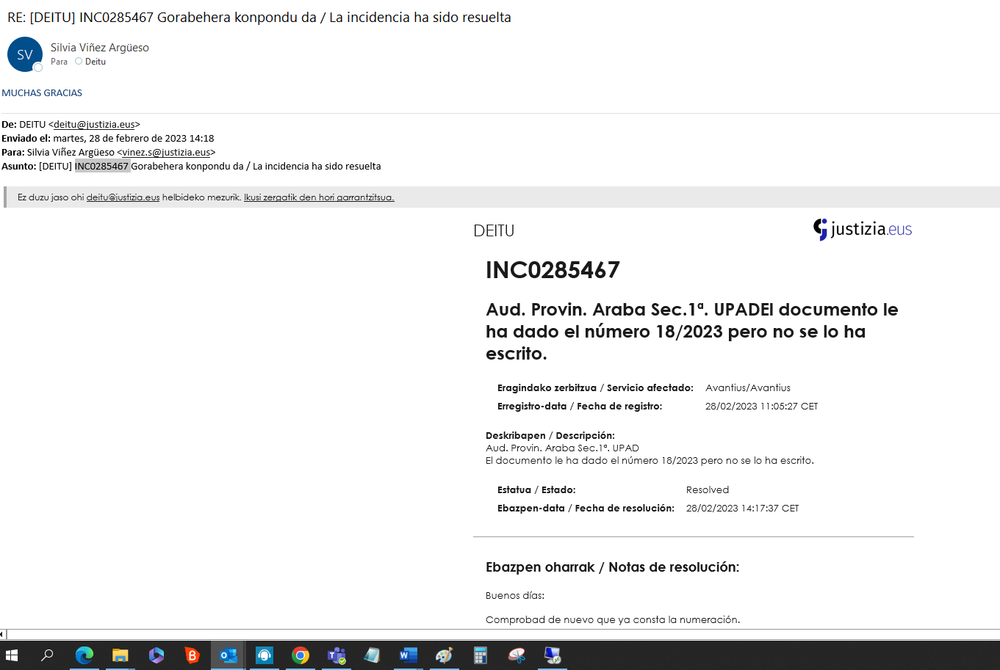 RE: [DEITU] INC0285467 Gorabehera konpondu da / La incidencia ha sido resuelta
SV
Silvia Viñez Argüeso
Para Deitu
MUCHAS GRACIAS
De: DEITU <deitu@justizia.eus>
Enviado el: martes, 28 de febrero de 2023 14:18
Para: Silvia Viñez Argüeso <vinez.s@justizia.eus>
Asunto: [DEITU] INC0285467 Gorabehera konpondu da / La incidencia ha sido resuelta
Ez duzu jaso ohi deitu@justizia.eus helbideko mezurik. Ikusi zergatik den hori garrantzitsua.
DEITU
justizia.eus
INC0285467
Aud. Provin. Araba Sec.1ª. UPADEl documento le
ha dado el número 18/2023 pero no se lo ha
escrito.
Eragindako zerbitzua / Servicio afectado: Avantius/Avantius
Erregistro-data / Fecha de registro: 28/02/2023 11:05:27 CET
Deskribapen / Descripción:
Aud. Provin. Araba Sec.1ª. UPAD
El documento le ha dado el número 18/2023 pero no se lo ha escrito.
Estatua / Estado: Resolved
Ebazpen-data / Fecha de resolución: 28/02/2023 14:17:37 CET
Ebazpen oharrak / Notas de resolución:
Buenos días:
Comprobad de nuevo que ya consta la numeración.